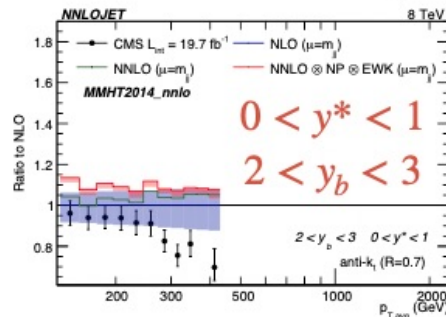 NNLOJET 8 TeV
CMS L_int = 19.7 fb⁻¹ NLO (μ=m_jj)
NNLO (μ=m_jj) NNLO ⊗ NP ⊗ EWK (μ=m_jj)
MMHT2014_nnlo
0 < y* < 1
2 < y_b < 3
Ratio to NLO
1.8
1.6
1.4
1.2
1
0.8
2 < y_b < 3 0 < y* < 1
anti-k_t (R=0.7)
200 300 400 500 1000 2000
p_T,avg (GeV)